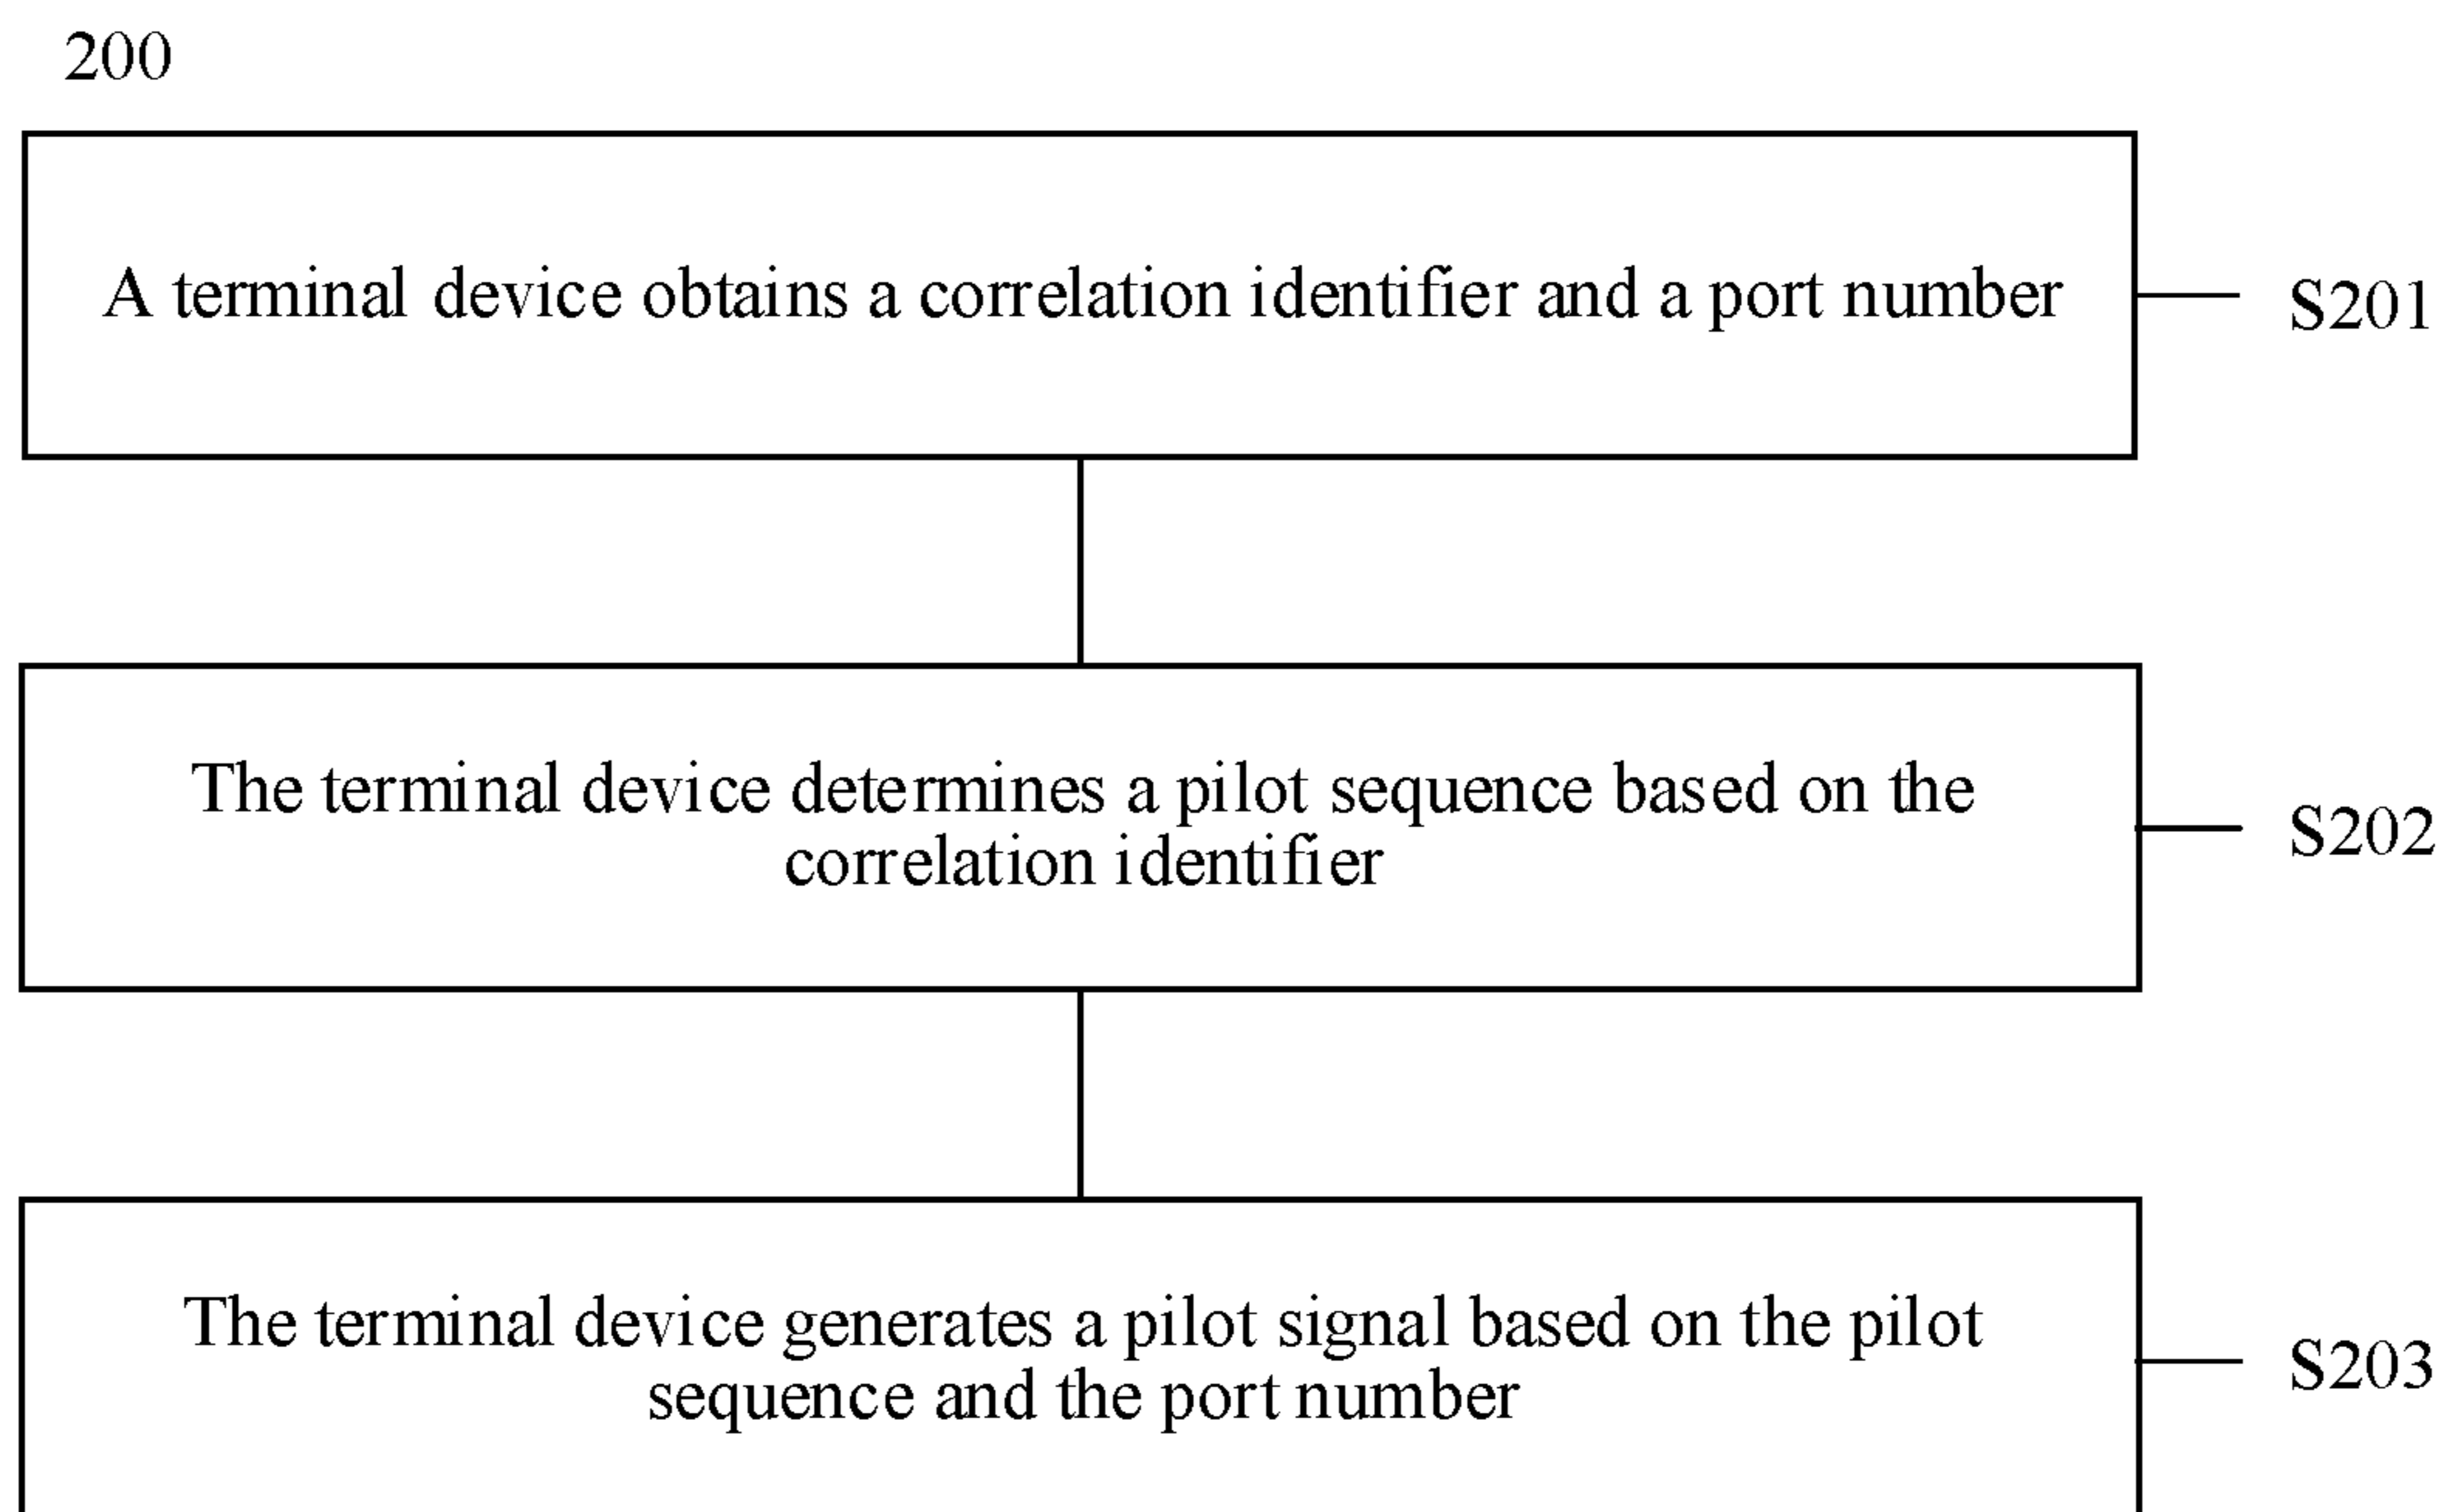 200
A terminal device obtains a correlation identifier and a port number
S201
The terminal device determines a pilot sequence based on the
correlation identifier
S202
The terminal device generates a pilot signal based on the pilot
sequence and the port number
S203